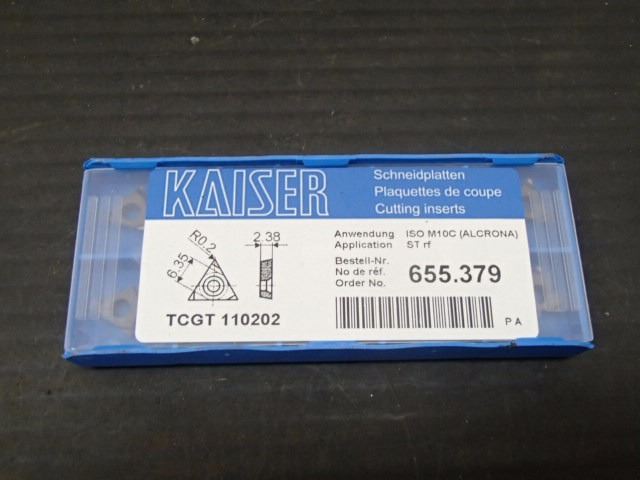 KAISER
Schneidplatten
Plaquettes de coupe
Cutting inserts
R0.2
6.35
2.38
TCGT 110202
Anwendung ISO M10C (ALCRONA)
Application ST rf
Bestell-Nr.
No de réf.
Order No.
655.379
PA